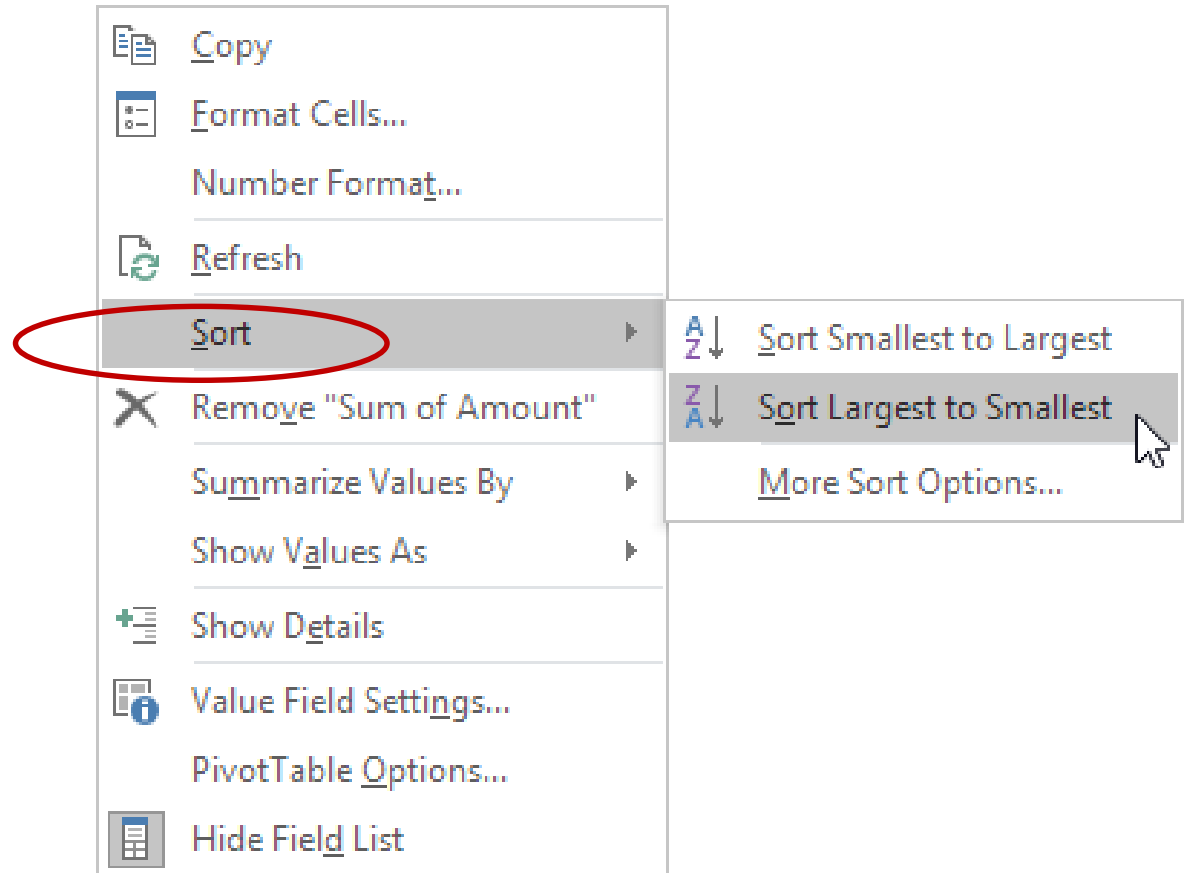 Copy
Format Cells...
Number Format...
Refresh
Sort
Remove "Sum of Amount"
Summarize Values By
Show Values As
Show Details
Value Field Settings...
PivotTable Options...
Hide Field List
Sort Smallest to Largest
Sort Largest to Smallest
More Sort Options...